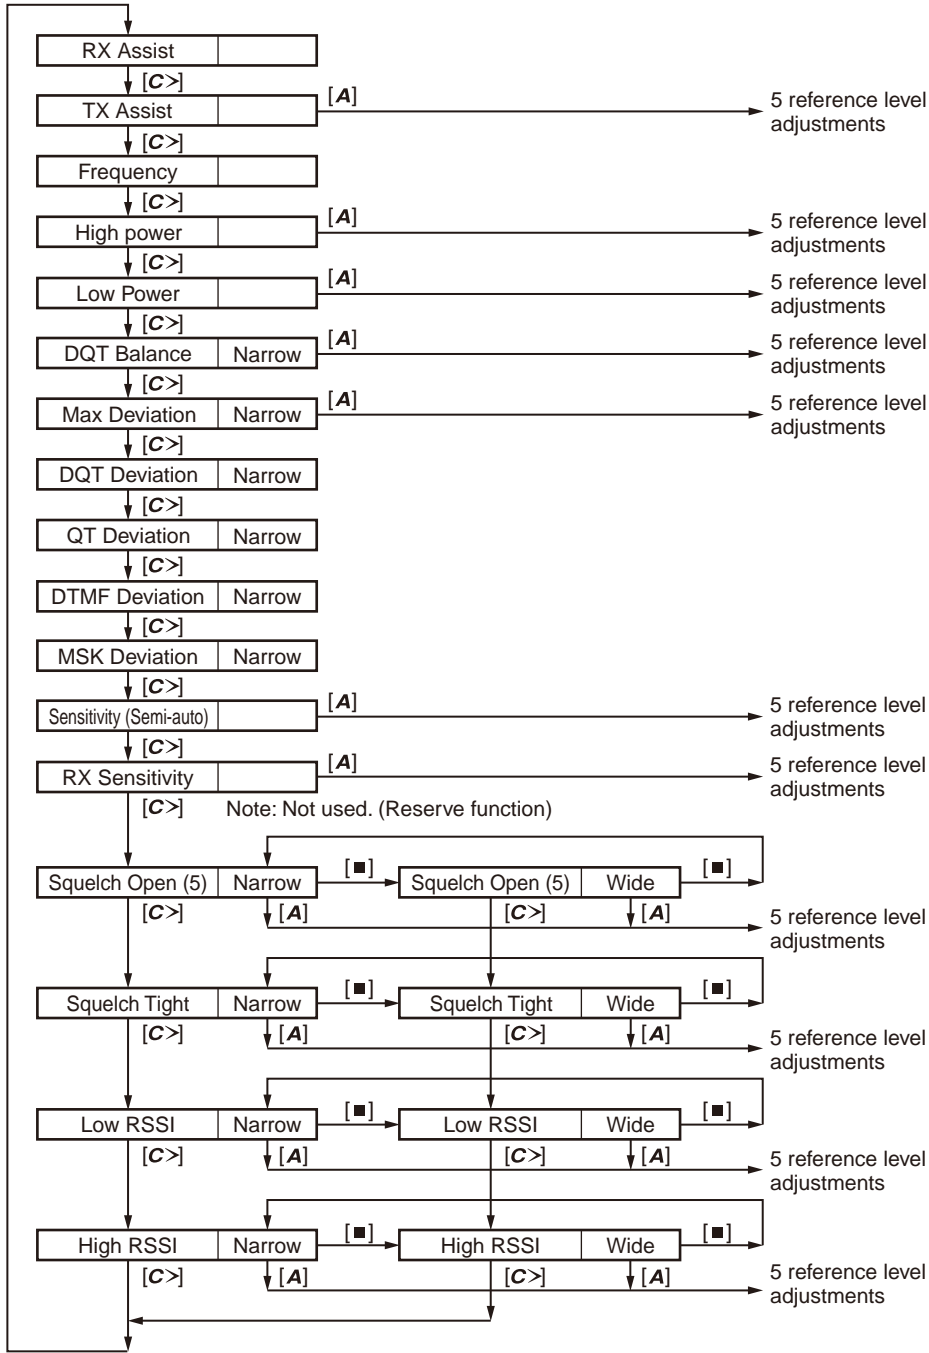 RX Assist
[C>]
TX Assist
[A]
5 reference level
adjustments
[C>]
Frequency
[C>]
High power
[A]
5 reference level
adjustments
[C>]
Low Power
[A]
5 reference level
adjustments
[C>]
DQT Balance Narrow
[A]
5 reference level
adjustments
[C>]
Max Deviation Narrow
[A]
5 reference level
adjustments
[C>]
DQT Deviation Narrow
[C>]
QT Deviation Narrow
[C>]
DTMF Deviation Narrow
[C>]
MSK Deviation Narrow
[C>]
Sensitivity (Semi-auto)
[A]
5 reference level
adjustments
[C>]
RX Sensitivity
[A]
5 reference level
adjustments
[C>]
Note: Not used. (Reserve function)
Squelch Open (5) Narrow [■] Squelch Open (5) Wide [■]
[C>] [A] [C>] [A]
5 reference level
adjustments
Squelch Tight Narrow [■] Squelch Tight Wide [■]
[C>] [A] [C>] [A]
5 reference level
adjustments
Low RSSI Narrow [■] Low RSSI Wide [■]
[C>] [A] [C>] [A]
5 reference level
adjustments
High RSSI Narrow [■] High RSSI Wide [■]
[C>] [A] [C>] [A]
5 reference level
adjustments